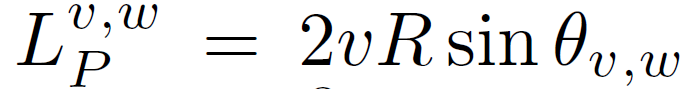 L_P^{v,w} = 2vR sin θ_{v,w}